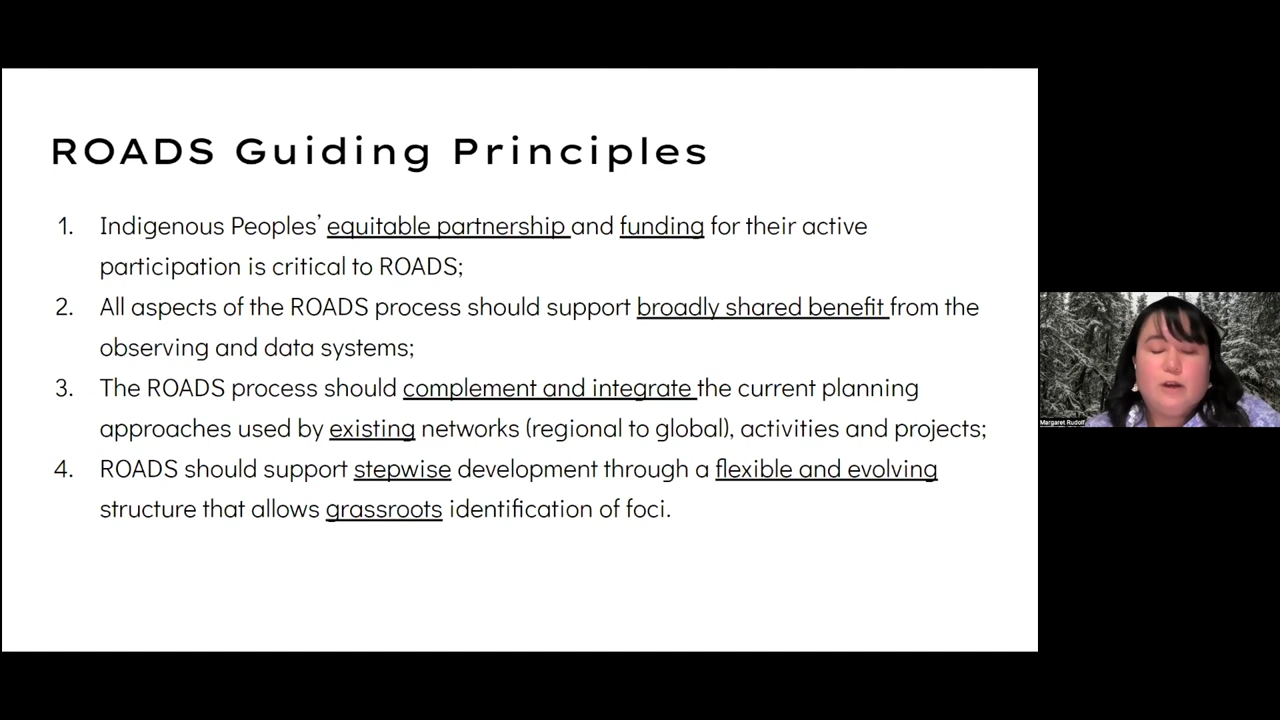 ROADS Guiding Principles
1. Indigenous Peoples’ equitable partnership and funding for their active
participation is critical to ROADS;
2. All aspects of the ROADS process should support broadly shared benefit from the
observing and data systems;
3. The ROADS process should complement and integrate the current planning
approaches used by existing networks (regional to global), activities and projects;
4. ROADS should support stepwise development through a flexible and evolving
structure that allows grassroots identification of foci.
Margaret Rudolf